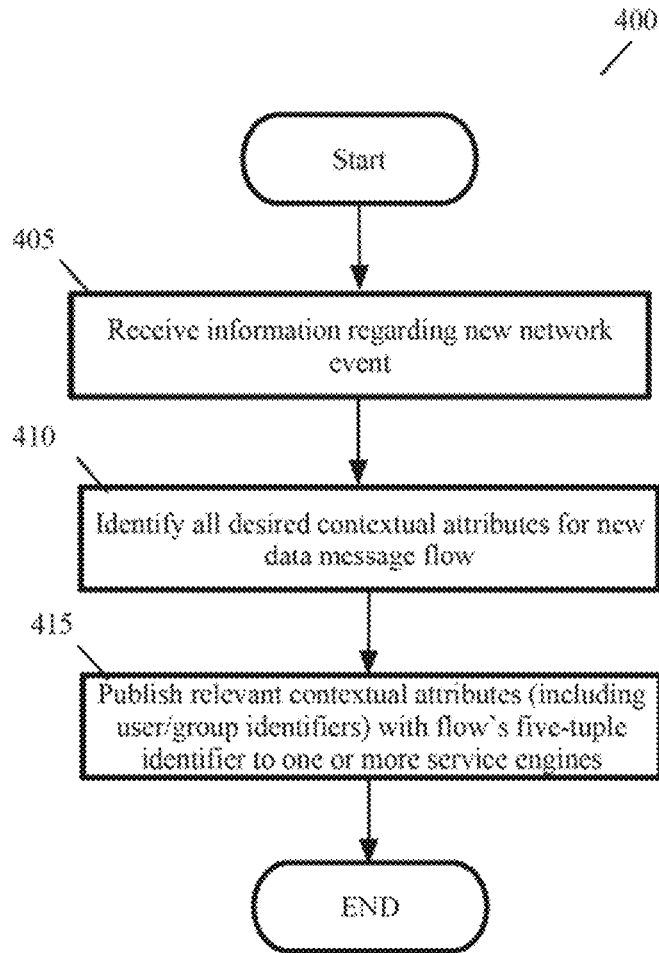 400
Start
405
Receive information regarding new network
event
410
Identify all desired contextual attributes for new
data message flow
415
Publish relevant contextual attributes (including
user/group identifiers) with flow`s five-tuple
identifier to one or more service engines
END